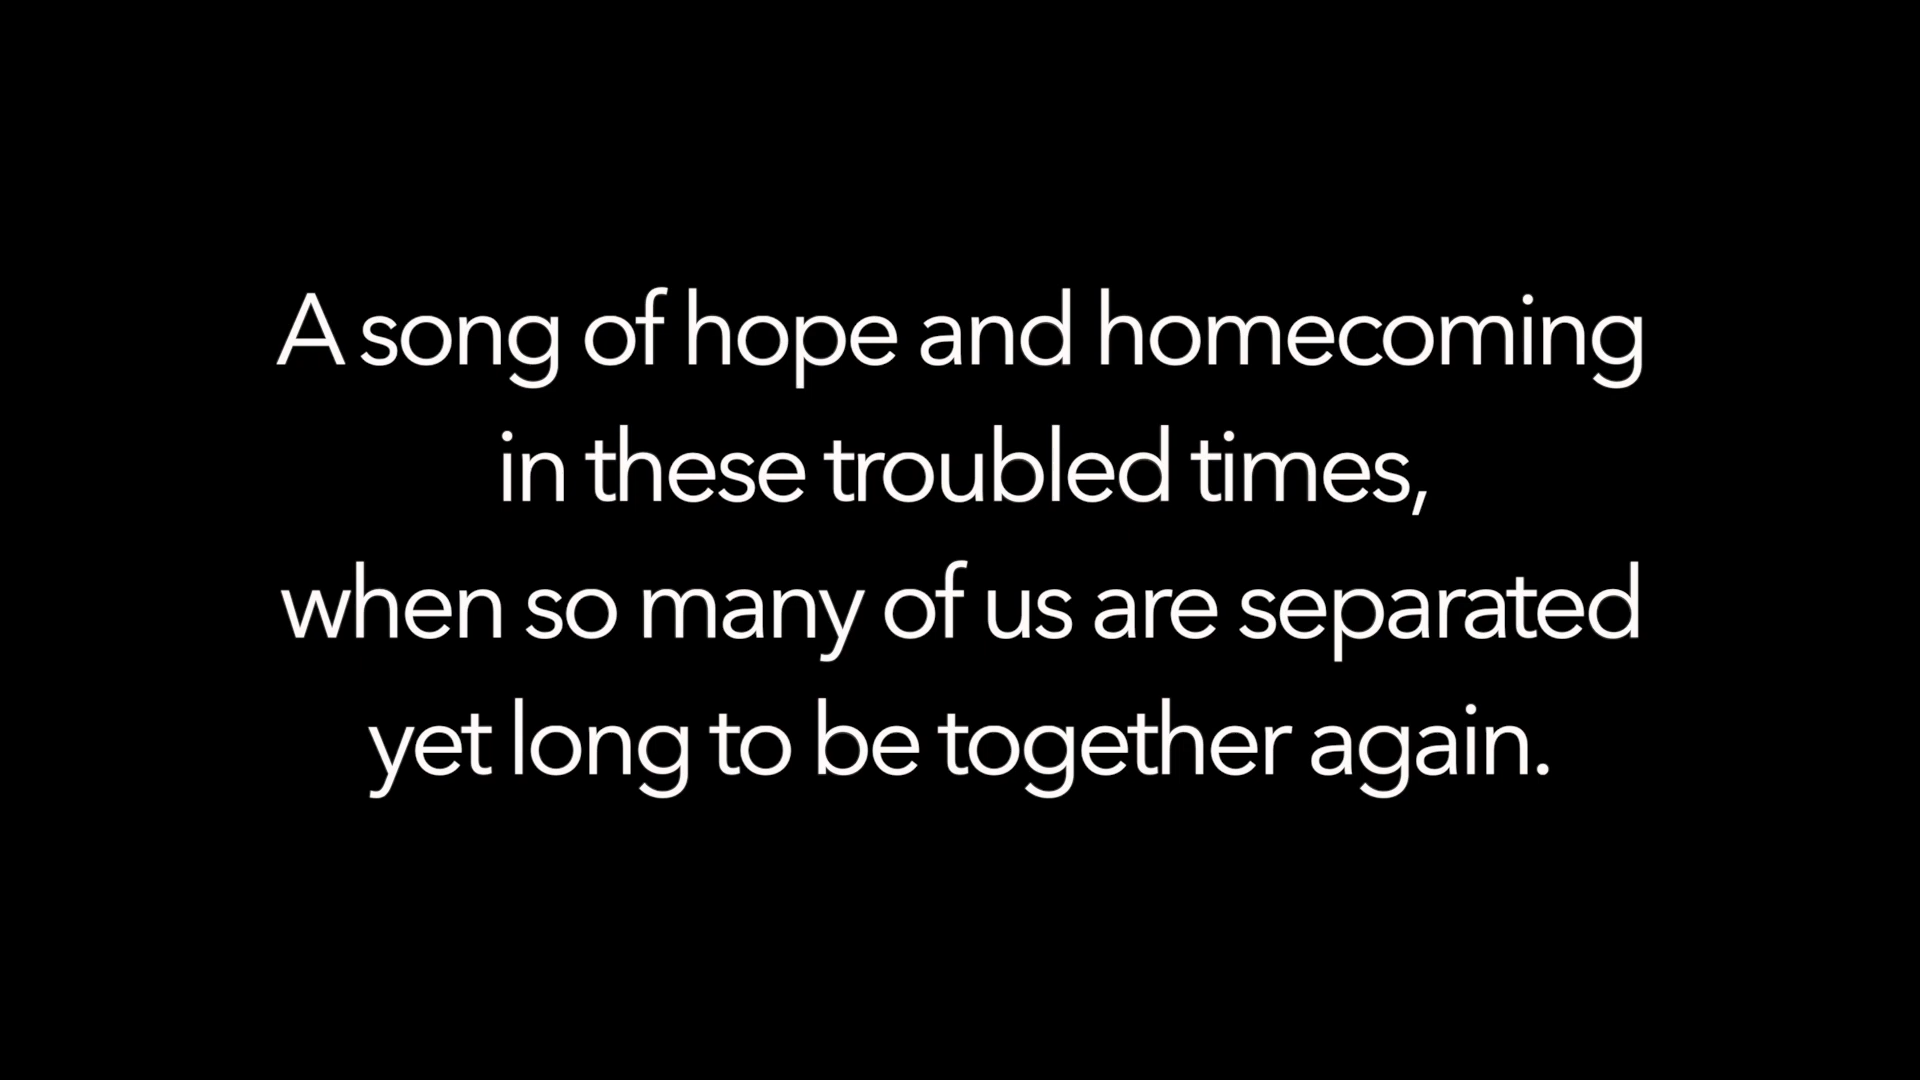 A song of hope and homecoming
in these troubled times,
when so many of us are separated
yet long to be together again.